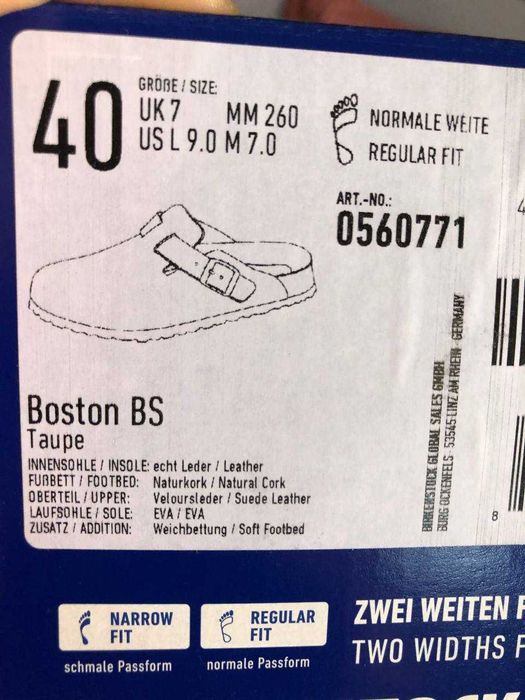 40
GRÖßE / SIZE:
UK 7 MM 260
US L 9.0 M 7.0
NORMALE WEITE
REGULAR FIT
ART.-NO.:
0560771
Boston BS
Taupe
INNENSOHLE / INSOLE: echt Leder / Leather
FUßBETT / FOOTBED: Naturkork / Natural Cork
OBERTEIL / UPPER: Veloursleder / Suede Leather
LAUFSOHLE / SOLE: EVA / EVA
ZUSATZ / ADDITION: Weichbettung / Soft Footbed
BIRKENSTOCK GLOBAL SALES GMBH
BURG OCKENFELS · 53545 LINZ AM RHEIN · GERMANY
4
8
NARROW
FIT
schmale Passform
REGULAR
FIT
normale Passform
ZWEI WEITEN F
TWO WIDTHS F